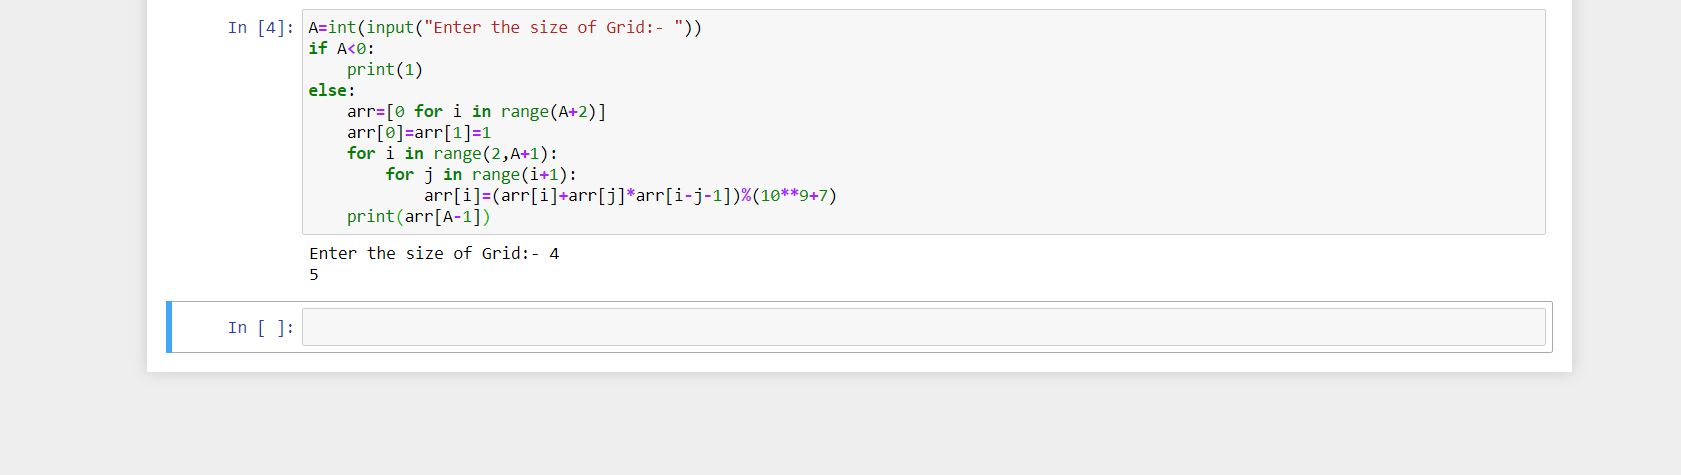 In [4]: A=int(input("Enter the size of Grid:- "))
if A<0:
    print(1)
else:
    arr=[0 for i in range(A+2)]
    arr[0]=arr[1]=1
    for i in range(2,A+1):
        for j in range(i+1):
            arr[i]=(arr[i]+arr[j]*arr[i-j-1])%(10**9+7)
    print(arr[A-1])
Enter the size of Grid:- 4
5
In [ ]: